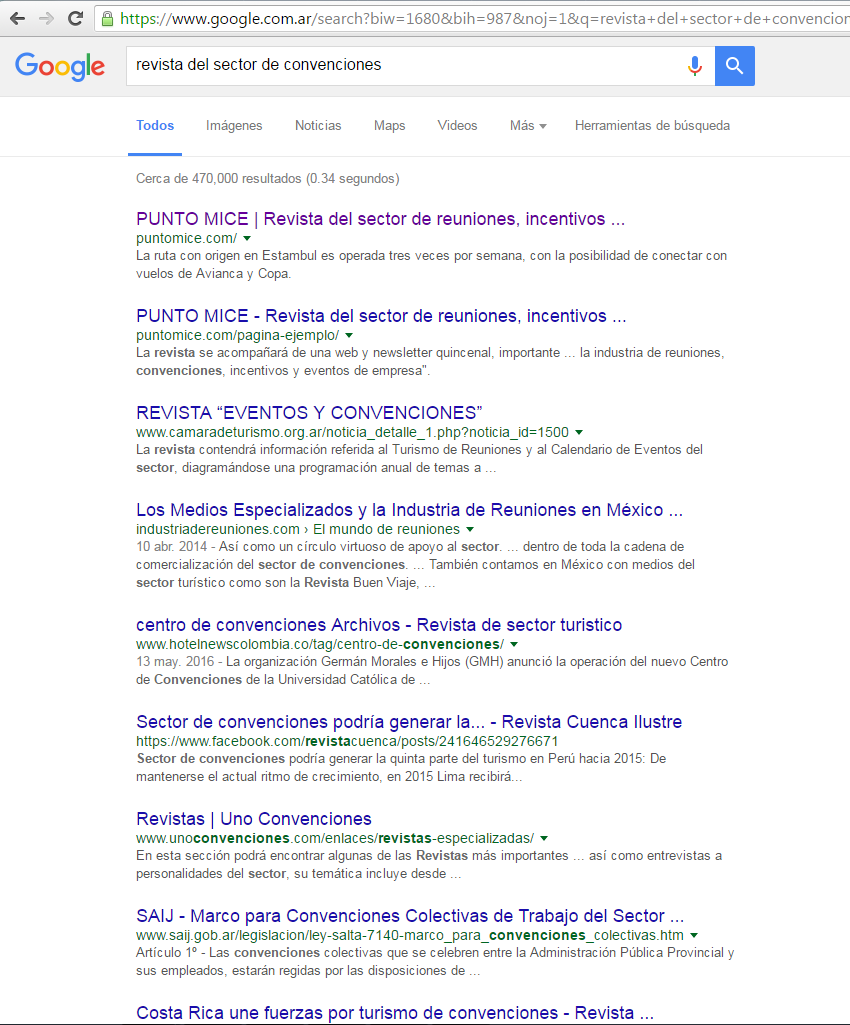 https://www.google.com.ar/search?biw=1680&bih=987&noj=1&q=revista+del+sector+de+convencion
Google
revista del sector de convenciones
Todos Imágenes Noticias Maps Videos Más Herramientas de búsqueda
Cerca de 470,000 resultados (0.34 segundos)
PUNTO MICE | Revista del sector de reuniones, incentivos ...
puntomice.com/
La ruta con origen en Estambul es operada tres veces por semana, con la posibilidad de conectar con
vuelos de Avianca y Copa.
PUNTO MICE - Revista del sector de reuniones, incentivos ...
puntomice.com/pagina-ejemplo/
La revista se acompañará de una web y newsletter quincenal, importante ... la industria de reuniones,
convenciones, incentivos y eventos de empresa".
REVISTA “EVENTOS Y CONVENCIONES”
www.camaradeturismo.org.ar/noticia_detalle_1.php?noticia_id=1500
La revista contendrá información referida al Turismo de Reuniones y al Calendario de Eventos del
sector, diagramándose una programación anual de temas a ...
Los Medios Especializados y la Industria de Reuniones en México ...
industriadereuniones.com › El mundo de reuniones
10 abr. 2014 - Así como un círculo virtuoso de apoyo al sector. ... dentro de toda la cadena de
comercialización del sector de convenciones. ... También contamos en México con medios del
sector turístico como son la Revista Buen Viaje, ...
centro de convenciones Archivos - Revista de sector turistico
www.hotelnewscolombia.co/tag/centro-de-convenciones/
13 may. 2016 - La organización Germán Morales e Hijos (GMH) anunció la operación del nuevo Centro
de Convenciones de la Universidad Católica de ...
Sector de convenciones podría generar la... - Revista Cuenca Ilustre
https://www.facebook.com/revistacuenca/posts/241646529276671
Sector de convenciones podría generar la quinta parte del turismo en Perú hacia 2015: De
mantenerse el actual ritmo de crecimiento, en 2015 Lima recibirá...
Revistas | Uno Convenciones
www.unoconvenciones.com/enlaces/revistas-especializadas/
En esta sección podrá encontrar algunas de las Revistas más importantes ... así como entrevistas a
personalidades del sector, su temática incluye desde ...
SAIJ - Marco para Convenciones Colectivas de Trabajo del Sector ...
www.saij.gob.ar/legislacion/ley-salta-7140-marco_para_convenciones_colectivas.htm
Artículo 1º - Las convenciones colectivas que se celebren entre la Administración Pública Provincial y
sus empleados, estarán regidas por las disposiciones de ...
Costa Rica une fuerzas por turismo de convenciones - Revista ...